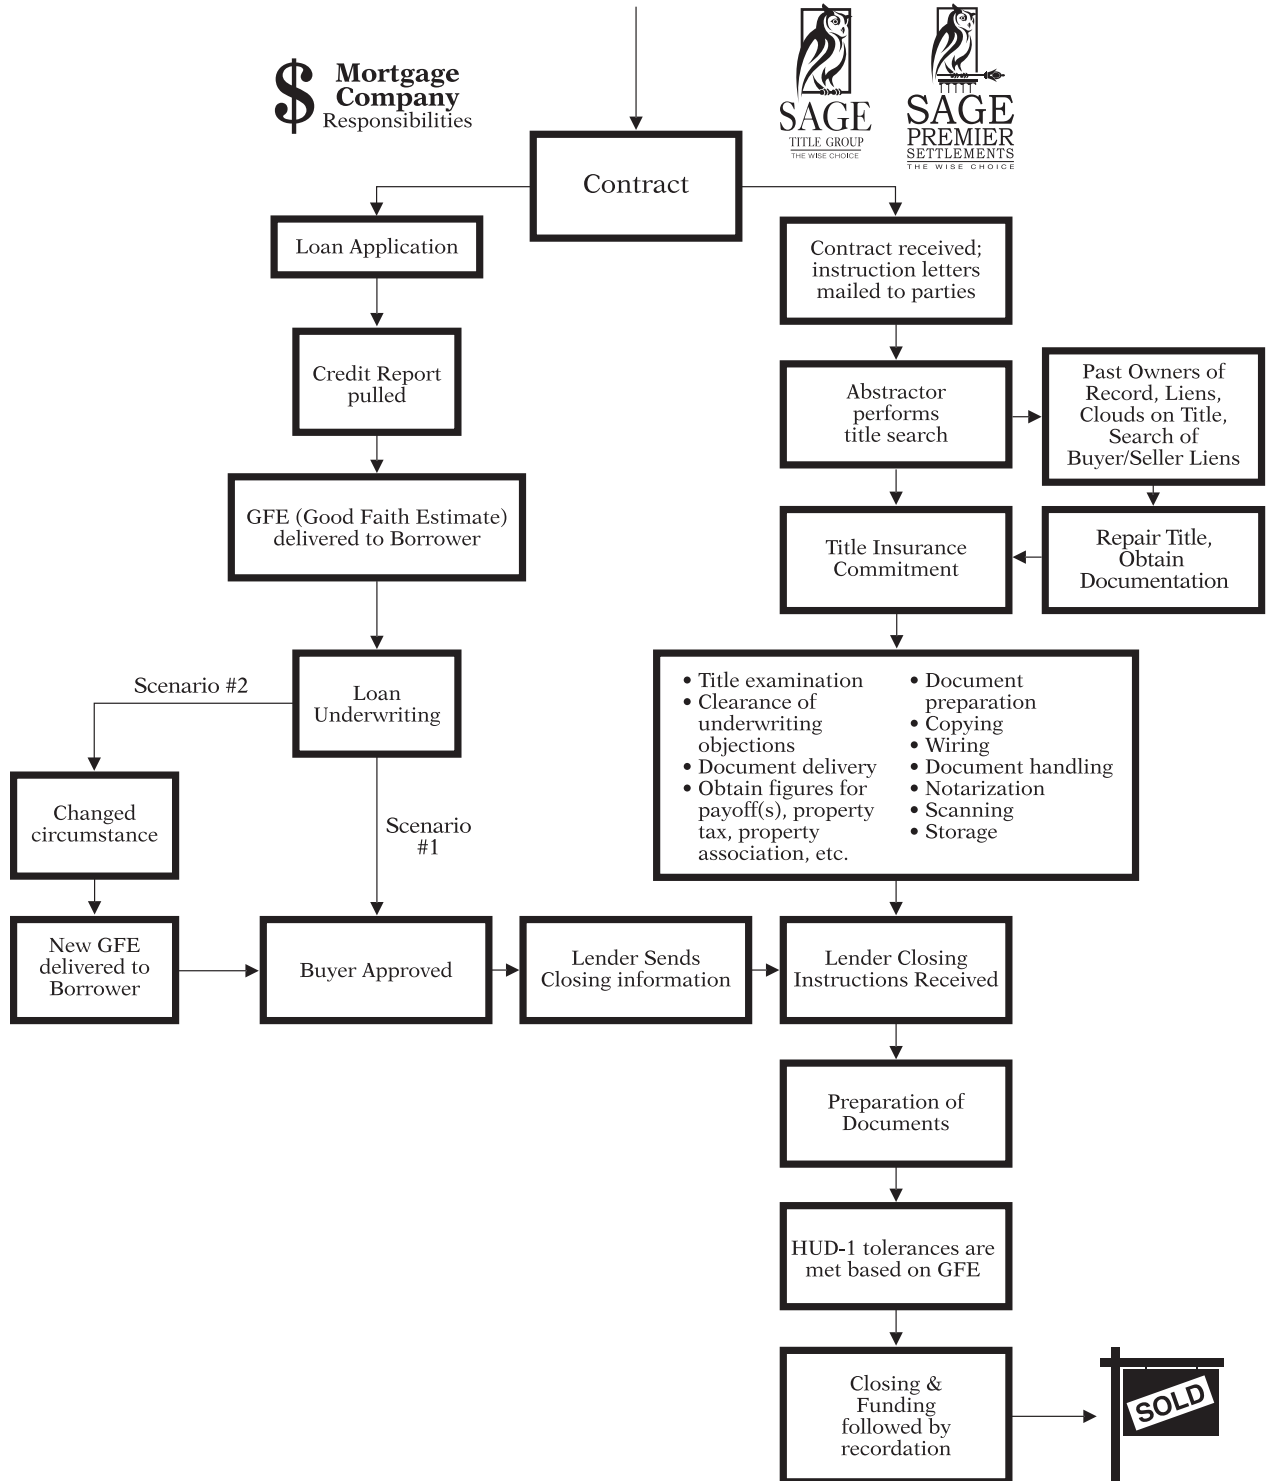 $
Mortgage
Company
Responsibilities
SAGE
TITLE GROUP
THE WISE CHOICE
SAGE
PREMIER
SETTLEMENTS
THE WISE CHOICE
Contract
Loan Application
Credit Report
pulled
GFE (Good Faith Estimate)
delivered to Borrower
Loan
Underwriting
Scenario #2
Scenario
#1
Changed
circumstance
New GFE
delivered to
Borrower
Buyer Approved
Lender Sends
Closing information
Contract received;
instruction letters
mailed to parties
Abstractor
performs
title search
Past Owners of
Record, Liens,
Clouds on Title,
Search of
Buyer/Seller Liens
Repair Title,
Obtain
Documentation
Title Insurance
Commitment
• Title examination
• Clearance of
underwriting
objections
• Document delivery
• Obtain figures for
payoff(s), property
tax, property
association, etc.
• Document
preparation
• Copying
• Wiring
• Document handling
• Notarization
• Scanning
• Storage
Lender Closing
Instructions Received
Preparation of
Documents
HUD-1 tolerances are
met based on GFE
Closing &
Funding
followed by
recordation
SOLD